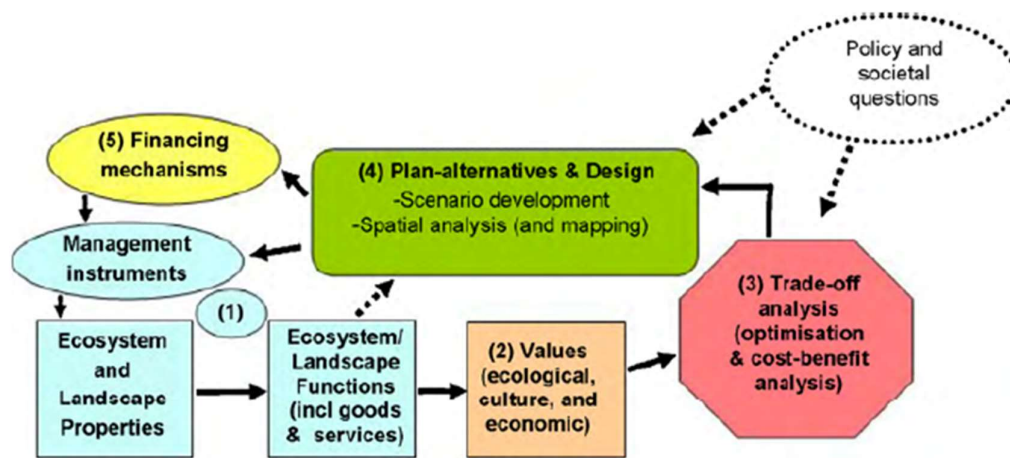 Policy and
societal
questions
(5) Financing
mechanisms
(4) Plan-alternatives & Design
-Scenario development
-Spatial analysis (and mapping)
Management
instruments
(1)
(3) Trade-off
analysis
(optimisation
& cost-benefit
analysis)
Ecosystem
and
Landscape
Properties
Ecosystem/
Landscape
Functions
(incl goods
& services)
(2) Values
(ecological,
culture, and
economic)